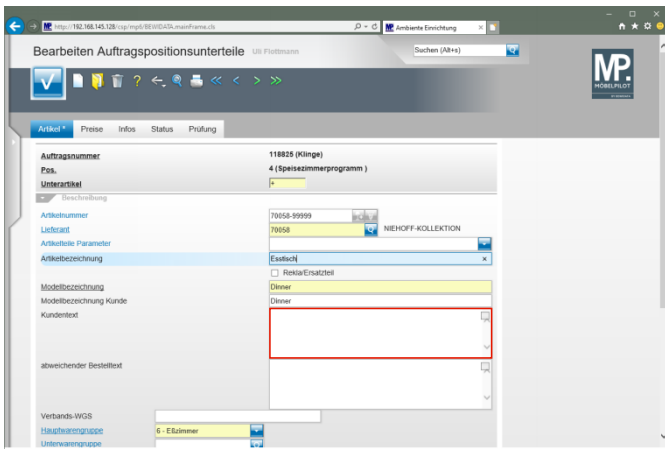 http://192.168.145.128/csp/mp6/BEWIDATA.mainFrame.cls
MP Ambiente Einrichtung ×
Bearbeiten Auftragspositionsunterteile Uli Flottmann
Suchen (Alt+s)
MP.
MÖBELPILOT
Artikel * Preise Infos Status Prüfung
Auftragsnummer 118825 (Klinge)
Pos. 4 (Speisezimmerprogramm )
Unterartikel +
Beschreibung
Artikelnummer 70058-99999
Lieferant 70058 NIEHOFF-KOLLEKTION
Artikelteile Parameter
Artikelbezeichnung Esstisch ×
Rekla/Ersatzteil
Modellbezeichnung Dinner
Modellbezeichnung Kunde Dinner
Kundentext
abweichender Bestelltext
Verbands-WGS
Hauptwarengruppe 6 - Eßzimmer
Unterwarengruppe